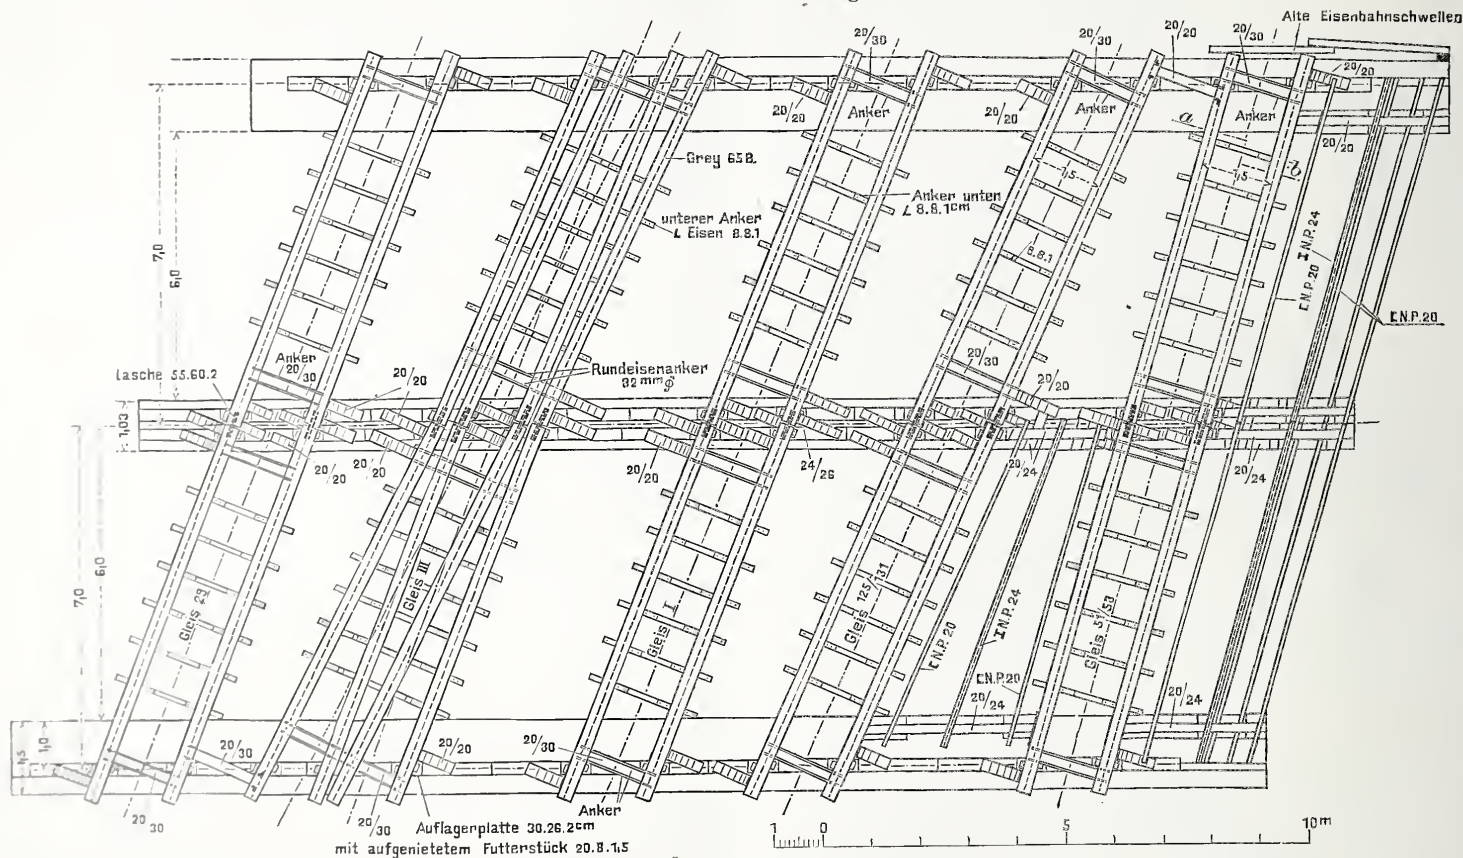 Alte Eisenbahnschwellen
20/30
20/30
20/20
20/30
20/20
20/20
Anker
20/20
Anker
Anker
20/20
a
b
1,5
1,5
Grey 65B.
Anker unten
L 8.8.1cm
unterer Anker
L Eisen 8.8.1
8.8.1
7,0
6,0
I N.P. 24
[N.P. 20
[N.P. 20
Lasche 55.60.2
Anker
20/30
20/20
Rundeisenanker
32mm ϕ
20/30
20/20
1,03
20/20
20/20
20/20
24/26
20/24
20/24
7,0
6,0
Gleis 29
Gleis III
Gleis I
Gleis 125/131
[N.P. 20
I N.P. 24
[N.P. 20
Gleis 51/53
20/24
20/24
1,5
1,0
20/30
20/20
20/30
20/30
20/30
Auflagerplatte 30.26.2cm
mit aufgenietetem Futterstück 20.8.1,5
Anker
1 0 5 10m